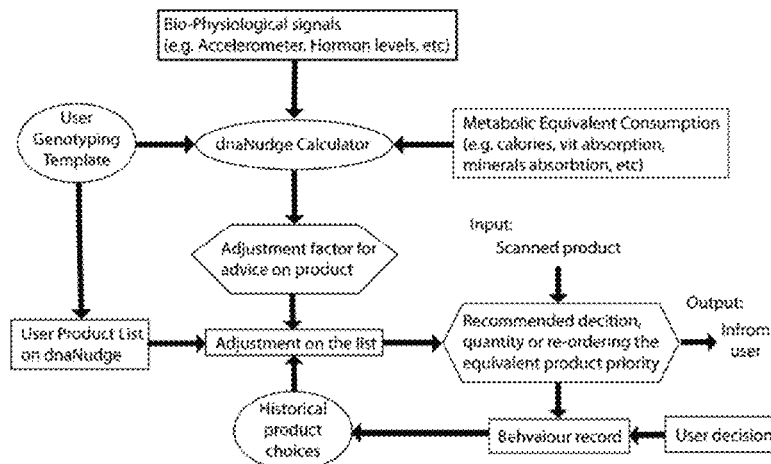 Bio-Physiological signals
(e.g. Accelerometer, Hormon levels, etc)
User
Genotyping
Template
dnaNudge Calculator
Metabolic Equivalent Consumption
(e.g. calories, vit absorption,
minerals absorbtion, etc)
Adjustment factor for
advice on product
Input:
Scanned product
User Product List
on dnaNudge
Adjustment on the list
Recommended decition,
quantity or re-ordering the
equivalent product priority
Output:
Infrom
user
Historical
product
choices
Behvaiour record
User decision